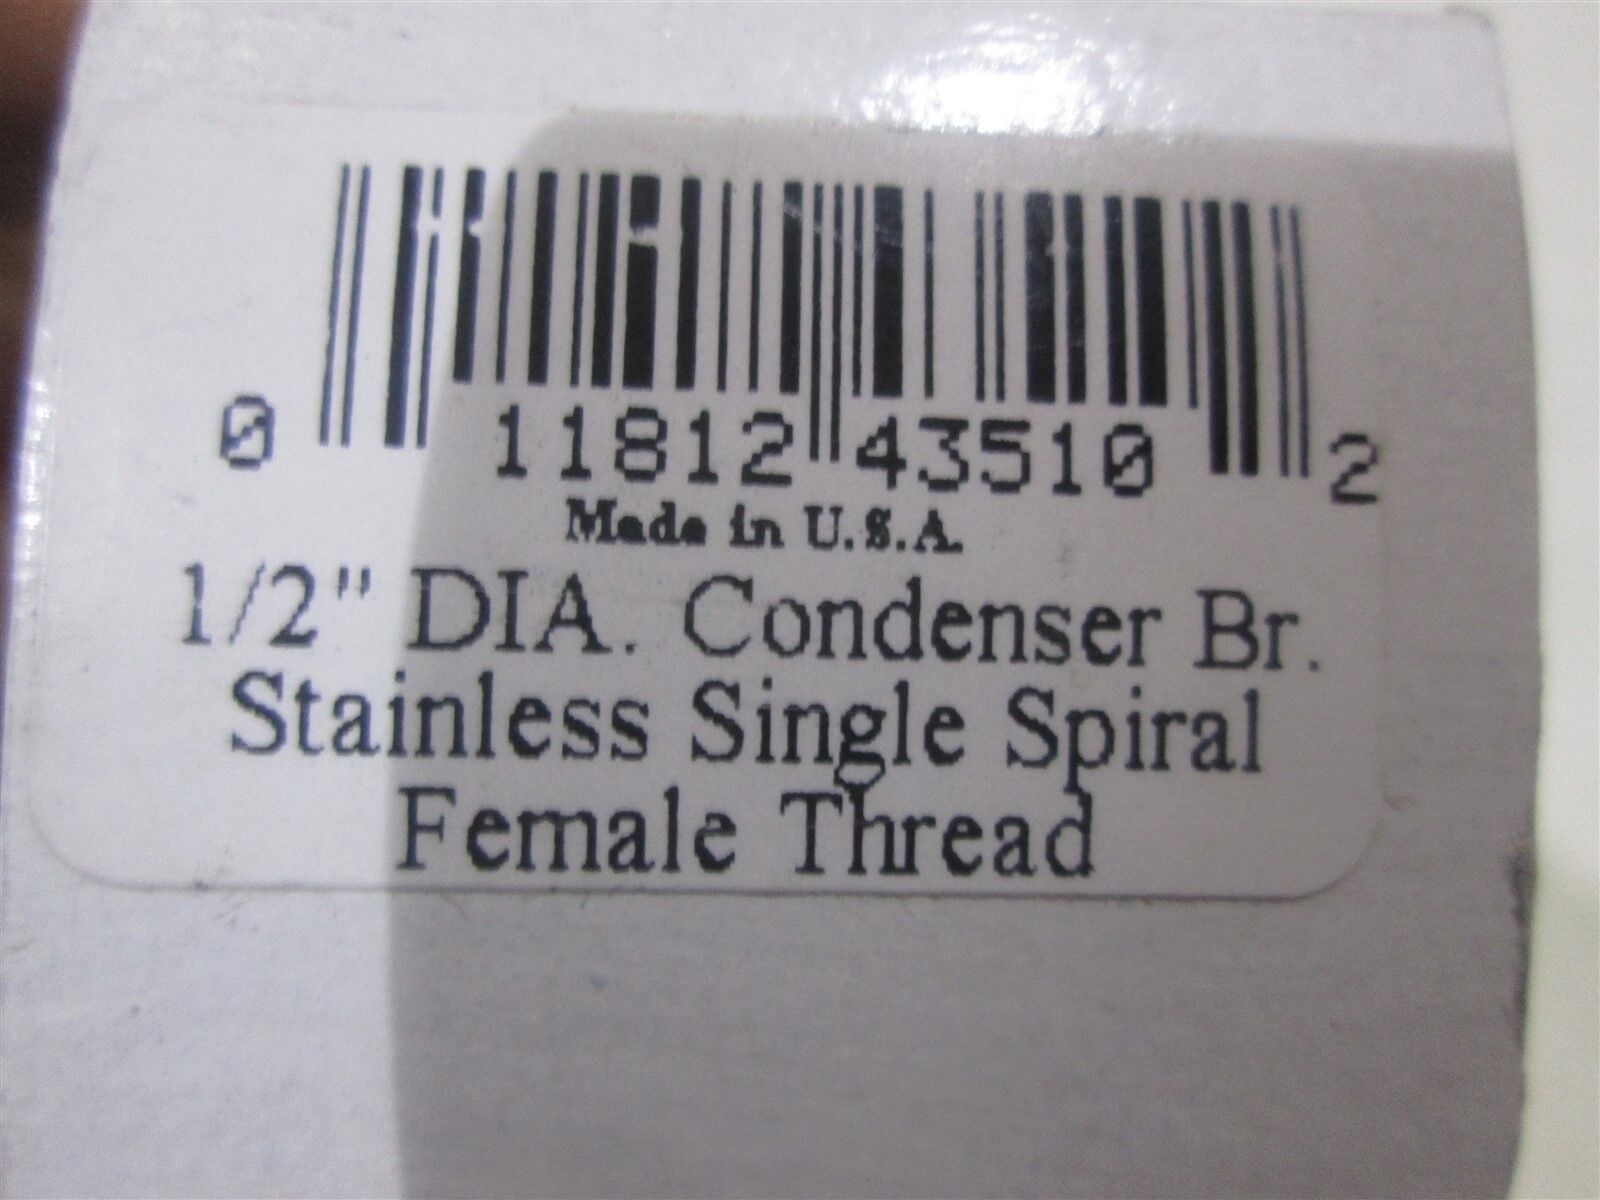 0 11812 43510 2
Made in U.S.A.
1/2" DIA. Condenser Br.
Stainless Single Spiral
Female Thread